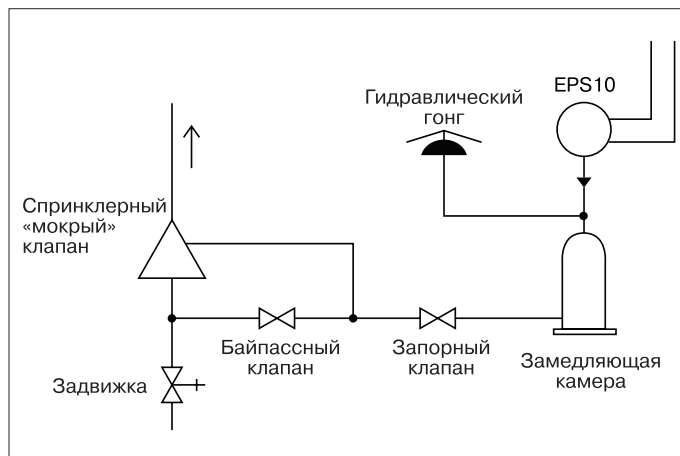 EPS10
Гидравлический
гонг
Спринклерный
«мокрый»
клапан
Байпассный
клапан
Запорный
клапан
Замедляющая
камера
Задвижка